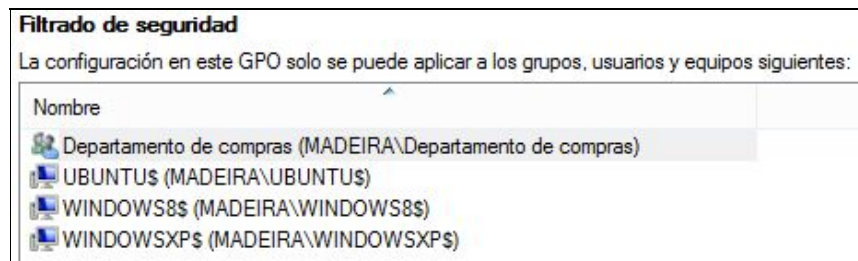 Filtrado de seguridad
La configuración en este GPO solo se puede aplicar a los grupos, usuarios y equipos siguientes:
Nombre
Departamento de compras (MADEIRA\Departamento de compras)
UBUNTU$ (MADEIRA\UBUNTU$)
WINDOWS8$ (MADEIRA\WINDOWS8$)
WINDOWSXP$ (MADEIRA\WINDOWSXP$)